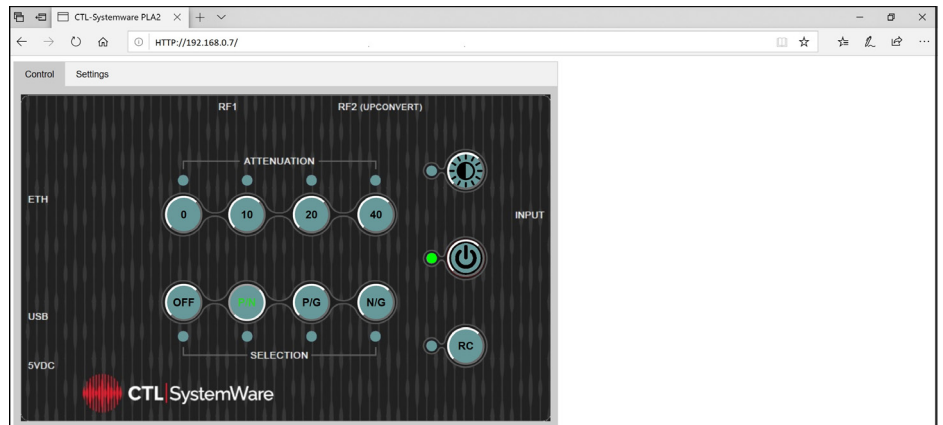 CTL-Systemware PLA2
HTTP://192.168.0.7/
Control Settings
RF1 RF2 (UPCONVERT)
ATTENUATION
ETH
0 10 20 40
INPUT
OFF P/G N/G
USB
SELECTION
RC
5VDC
CTL|SystemWare